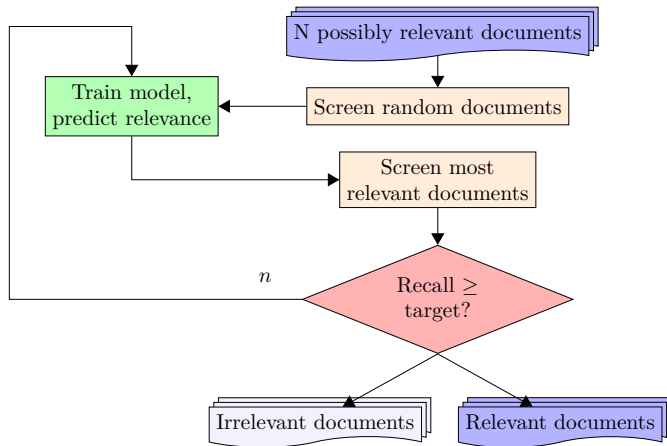 N possibly relevant documents
Train model,
predict relevance
Screen random documents
Screen most
relevant documents
n
Recall ≥
target?
Irrelevant documents
Relevant documents